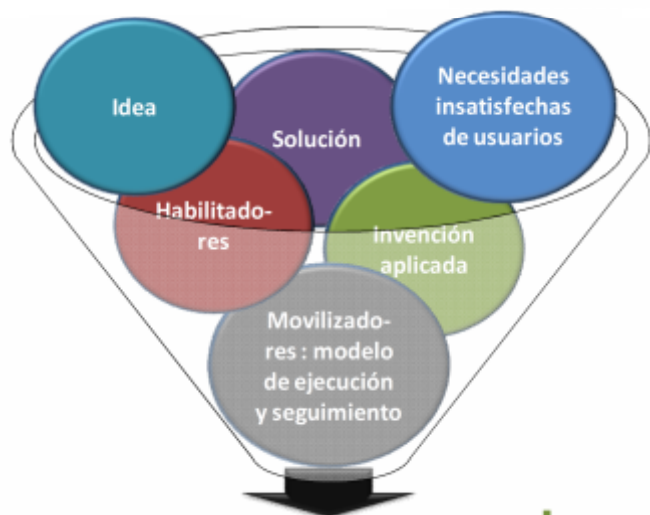 Idea
Solución
Necesidades
insatisfechas
de usuarios
Habilitado-
res
invención
aplicada
Movilizado-
res : modelo
de ejecución
y seguimiento